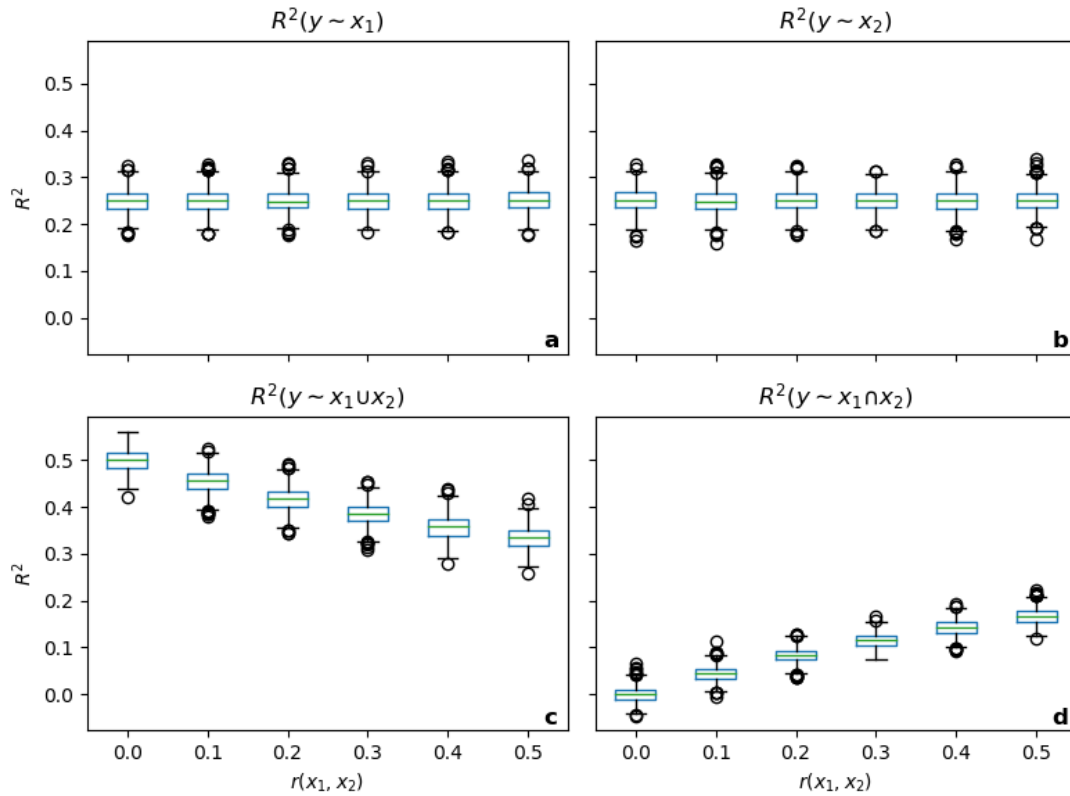 R²(y ~ x₁)
R²(y ~ x₂)
0.5
0.4
0.3
0.2
0.1
0.0
R²
a
b
R²(y ~ x₁∪x₂)
R²(y ~ x₁∩x₂)
0.5
0.4
0.3
0.2
0.1
0.0
R²
c
d
0.0 0.1 0.2 0.3 0.4 0.5
0.0 0.1 0.2 0.3 0.4 0.5
r(x₁, x₂)
r(x₁, x₂)